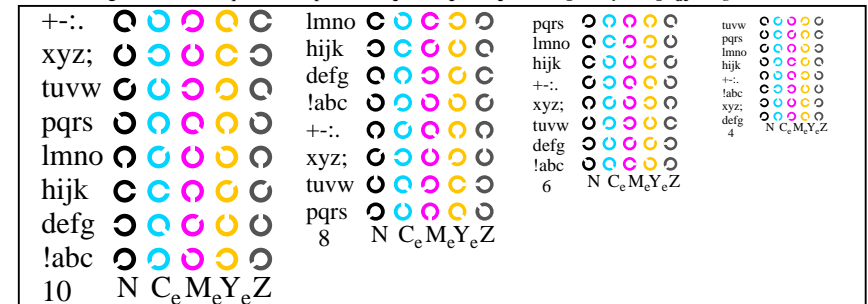 +-:.
xyz;
tuvw
pqrs
lmno
hijk
defg
!abc
10 N CeMeYeZ
lmno
hijk
defg
!abc
+-:.
xyz;
tuvw
pqrs
8 N CeMeYeZ
pqrs
lmno
hijk
+-:.
xyz;
tuvw
defg
!abc
6 N CeMeYeZ
tuvw
pqrs
lmno
hijk
+-:.
!abc
xyz;
defg
4 N CeMeYeZ